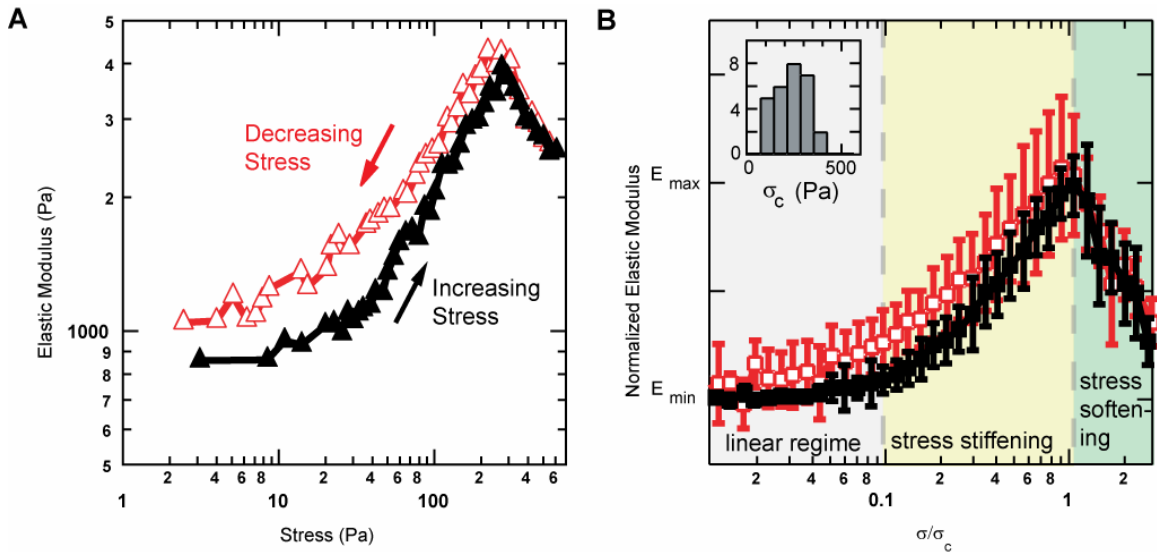 A
Elastic Modulus (Pa)
4
3
2
1000
9
8
7
6
5
Decreasing
Stress
Increasing
Stress
1
2
4
6
10
2
4
6
100
2
4
6
Stress (Pa)
B
Normalized Elastic Modulus
E max
E min
8
6
4
2
0
0
500
σc (Pa)
linear regime
stress stiffening
stress
soften-
ing
2
4
6
8
0.1
2
4
6
8
1
2
σ/σc